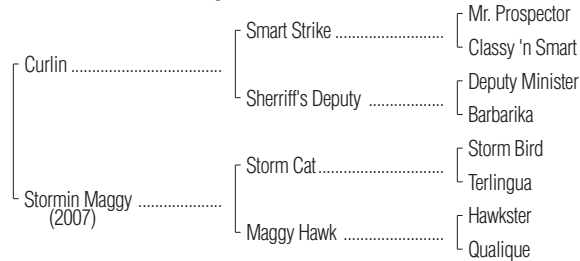 Mr. Prospector
Smart Strike ........................
Classy 'n Smart
Curlin .................................
Deputy Minister
Sherriff's Deputy ................
Barbarika
Storm Bird
Storm Cat...........................
Terlingua
Stormin Maggy ..................
(2007)
Hawkster
Maggy Hawk ......................
Qualique